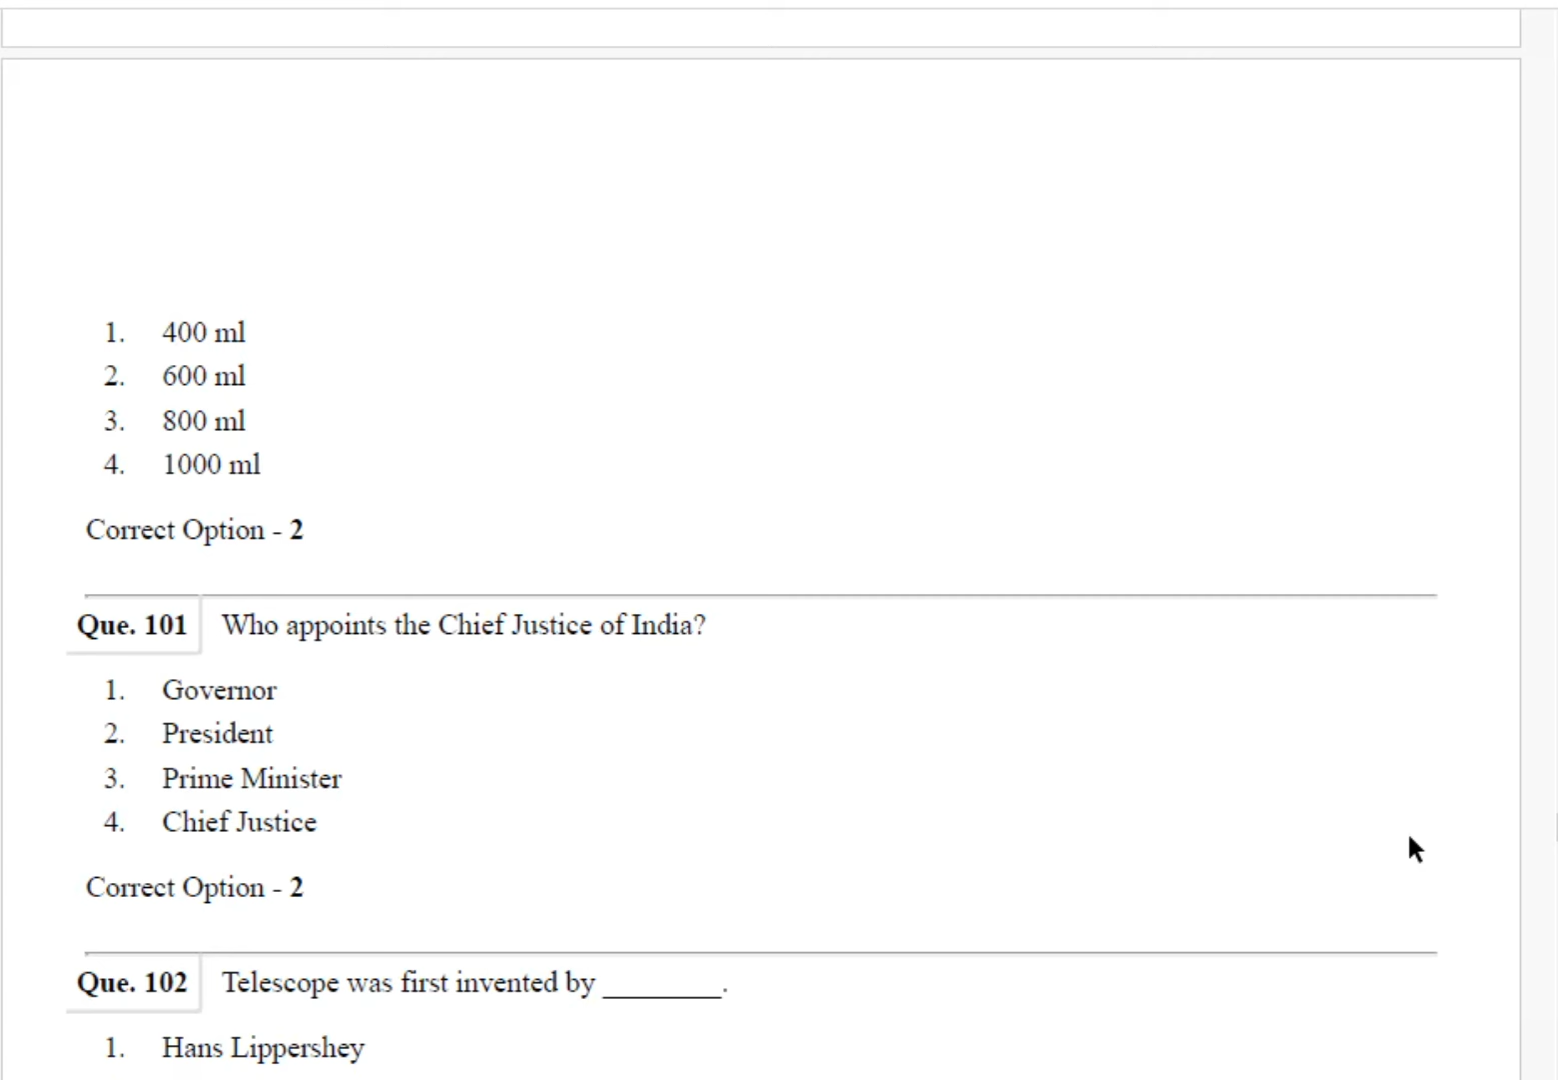 1. 400 ml
2. 600 ml
3. 800 ml
4. 1000 ml
Correct Option - 2
Que. 101 Who appoints the Chief Justice of India?
1. Governor
2. President
3. Prime Minister
4. Chief Justice
Correct Option - 2
Que. 102 Telescope was first invented by ________.
1. Hans Lippershey